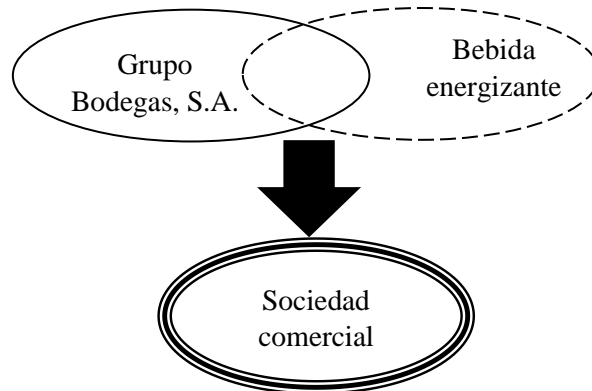 Grupo
Bodegas, S.A.
Bebida
energizante
Sociedad
comercial